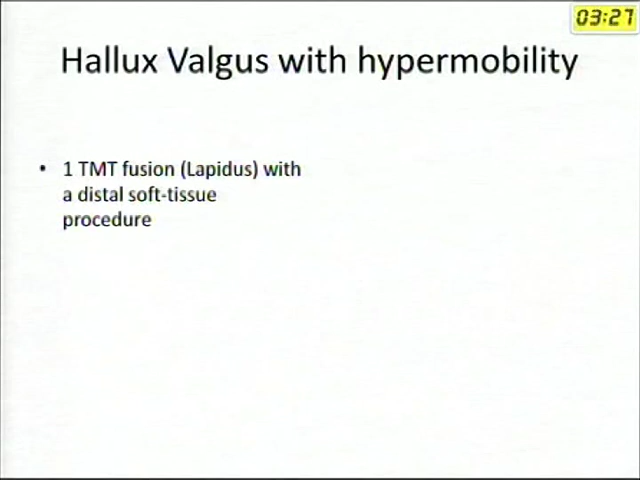 03:27
Hallux Valgus with hypermobility
• 1 TMT fusion (Lapidus) with
a distal soft-tissue
procedure